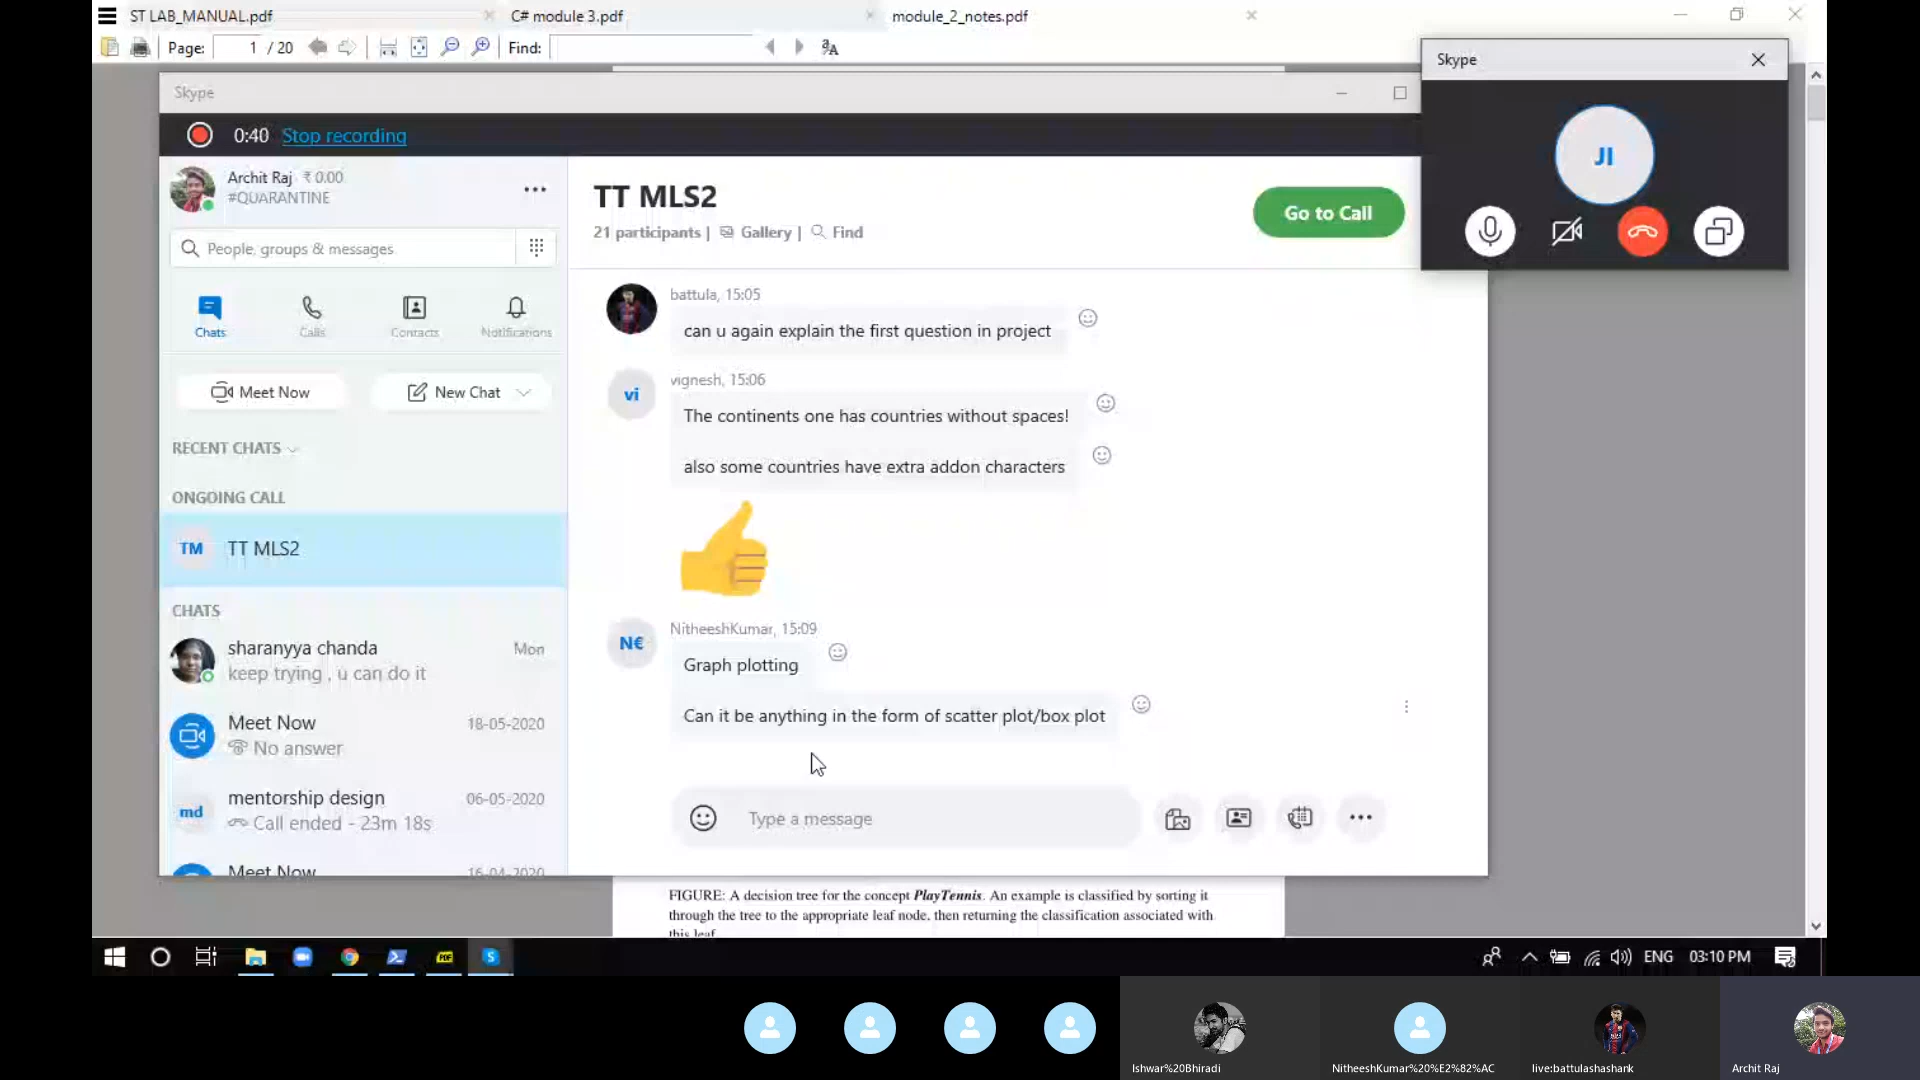 ST LAB_MANUAL.pdf
C# module 3.pdf
module_2_notes.pdf
Page: 1 / 20
Find:
Skype
Skype
0:40 Stop recording
JI
Archit Raj ₹ 0.00
#QUARANTINE
People, groups & messages
Chats
Calls
Contacts
Notifications
Meet Now
New Chat
RECENT CHATS
ONGOING CALL
TM
TT MLS2
CHATS
sharanyya chanda Mon
keep trying , u can do it
Meet Now 18-05-2020
No answer
md
mentorship design 06-05-2020
Call ended - 23m 18s
Meet Now 16-04-2020
TT MLS2
21 participants | Gallery | Find
Go to Call
battula, 15:05
can u again explain the first question in project
vi
vignesh, 15:06
The continents one has countries without spaces!
also some countries have extra addon characters
N€
NitheeshKumar, 15:09
Graph plotting
Can it be anything in the form of scatter plot/box plot
Type a message
FIGURE: A decision tree for the concept PlayTennis. An example is classified by sorting it
through the tree to the appropriate leaf node, then returning the classification associated with
this leaf
ENG 03:10 PM
Ishwar%20Bhiradi
NitheeshKumar%20%E2%82%AC
live:battulashashank
Archit Raj